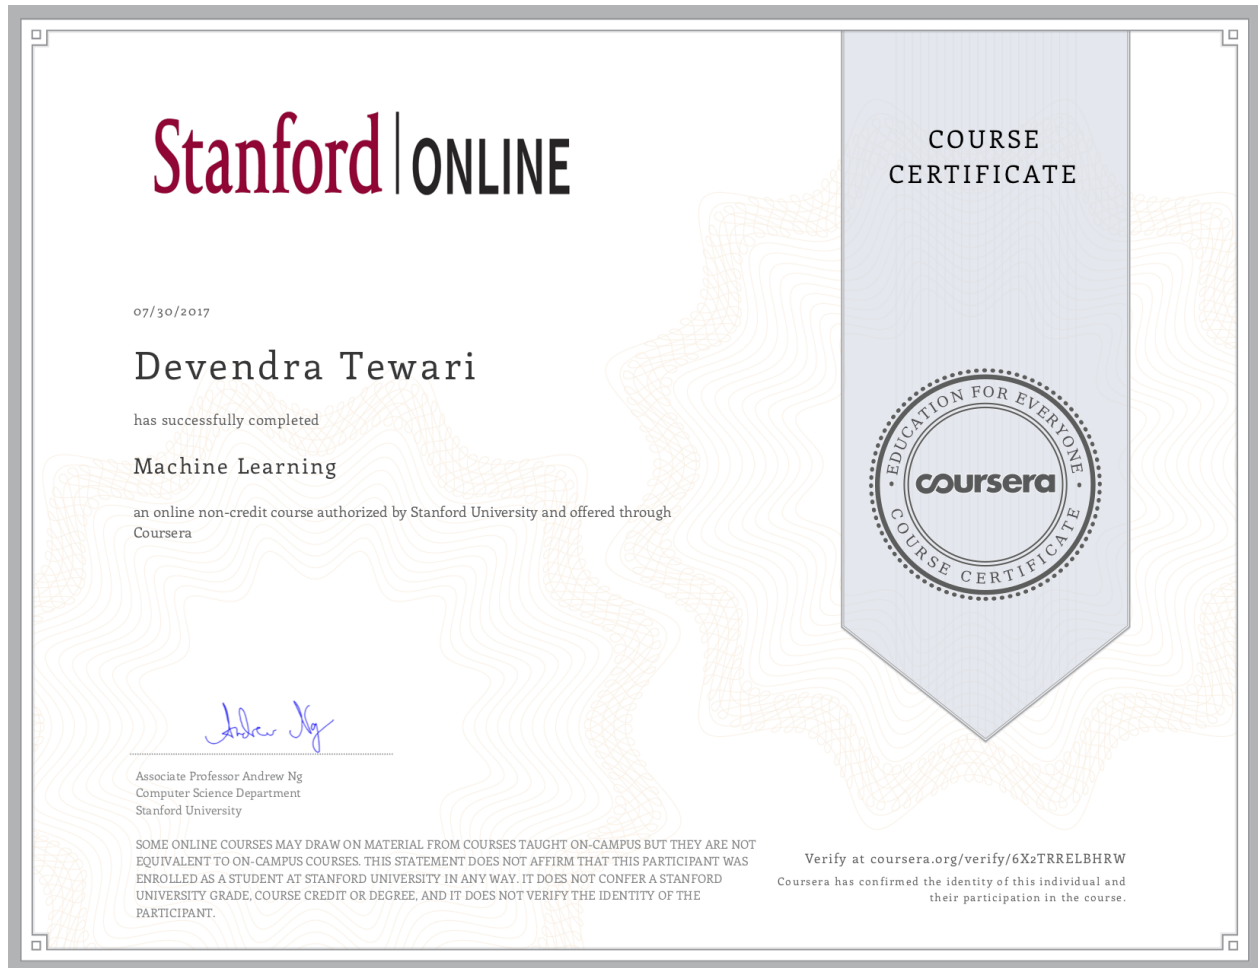 Stanford | ONLINE
COURSE
CERTIFICATE
07/30/2017
Devendra Tewari
has successfully completed
Machine Learning
an online non-credit course authorized by Stanford University and offered through
Coursera
EDUCATION FOR EVERYONE
coursera
COURSE CERTIFICATE
Andrew Ng
Associate Professor Andrew Ng
Computer Science Department
Stanford University
SOME ONLINE COURSES MAY DRAW ON MATERIAL FROM COURSES TAUGHT ON-CAMPUS BUT THEY ARE NOT
EQUIVALENT TO ON-CAMPUS COURSES. THIS STATEMENT DOES NOT AFFIRM THAT THIS PARTICIPANT WAS
ENROLLED AS A STUDENT AT STANFORD UNIVERSITY IN ANY WAY. IT DOES NOT CONFER A STANFORD
UNIVERSITY GRADE, COURSE CREDIT OR DEGREE, AND IT DOES NOT VERIFY THE IDENTITY OF THE
PARTICIPANT.
Verify at coursera.org/verify/6X2TRRELBHRW
Coursera has confirmed the identity of this individual and
their participation in the course.